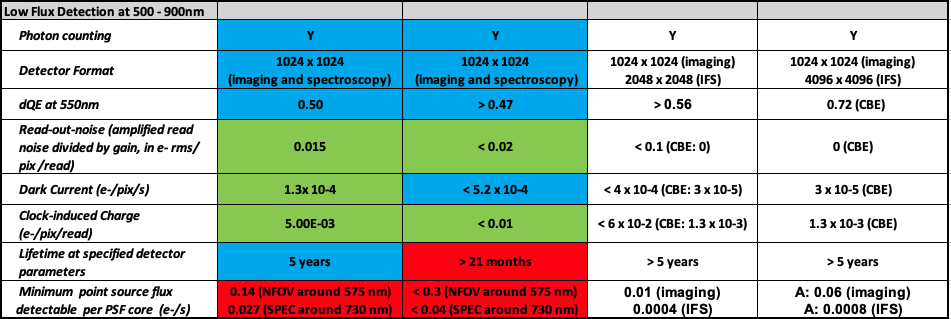 Low Flux Detection at 500 - 900nm
Photon counting Y Y Y Y
Detector Format 1024 x 1024 (imaging and spectroscopy) 1024 x 1024 (imaging and spectroscopy) 1024 x 1024 (imaging) 2048 x 2048 (IFS) 1024 x 1024 (imaging) 4096 x 4096 (IFS)
dQE at 550nm 0.50 > 0.47 > 0.56 0.72 (CBE)
Read-out-noise (amplified read noise divided by gain, in e- rms/ pix /read) 0.015 < 0.02 < 0.1 (CBE: 0) 0 (CBE)
Dark Current (e-/pix/s) 1.3x 10-4 < 5.2 x 10-4 < 4 x 10-4 (CBE: 3 x 10-5) 3 x 10-5 (CBE)
Clock-induced Charge (e-/pix/read) 5.00E-03 < 0.01 < 6 x 10-2 (CBE: 1.3 x 10-3) 1.3 x 10-3 (CBE)
Lifetime at specified detector parameters 5 years > 21 months > 5 years > 5 years
Minimum point source flux detectable per PSF core (e-/s) 0.14 (NFOV around 575 nm) 0.027 (SPEC around 730 nm) < 0.3 (NFOV around 575 nm) < 0.04 (SPEC around 730 nm) 0.01 (imaging) 0.0004 (IFS) A: 0.06 (imaging) A: 0.0008 (IFS)